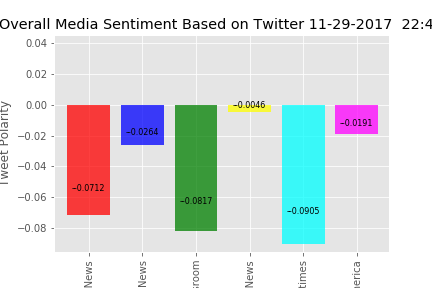 Overall Media Sentiment Based on Twitter 11-29-2017 22:4
Tweet Polarity
0.04
0.02
0.00
−0.02
−0.04
−0.06
−0.08
−0.0712
−0.0264
−0.0817
−0.0046
−0.0905
−0.0191
News
News
sroom
News
times
erica